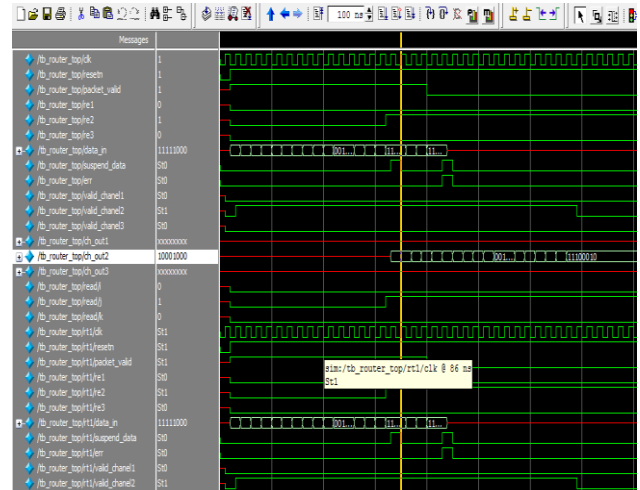 100 ns
Messages
/tb_router_top/clk 1
/tb_router_top/resetn 1
/tb_router_top/packet_valid 1
/tb_router_top/re1 0
/tb_router_top/re2 1
/tb_router_top/re3 0
/tb_router_top/data_in 11111000 001... 11... 11...
/tb_router_top/suspend_data St0
/tb_router_top/err St0
/tb_router_top/valid_chanel1 St0
/tb_router_top/valid_chanel2 St1
/tb_router_top/valid_chanel3 St0
/tb_router_top/ch_out1 xxxxxxxx
/tb_router_top/ch_out2 10001000 001... 11100010
/tb_router_top/ch_out3 xxxxxxxx
/tb_router_top/read/i 0
/tb_router_top/read/j 1
/tb_router_top/read/k 0
/tb_router_top/rt1/clk St1
/tb_router_top/rt1/resetn St1
/tb_router_top/rt1/packet_valid St1
sim:/tb_router_top/rt1/clk @ 86 ns
/tb_router_top/rt1/re1 St0
St1
/tb_router_top/rt1/re2 St1
/tb_router_top/rt1/re3 St0
/tb_router_top/rt1/data_in 11111000 001... 11... 11...
/tb_router_top/rt1/suspend_data St0
/tb_router_top/rt1/err St0
/tb_router_top/rt1/valid_chanel1 St0
/tb_router_top/rt1/valid_chanel2 St1